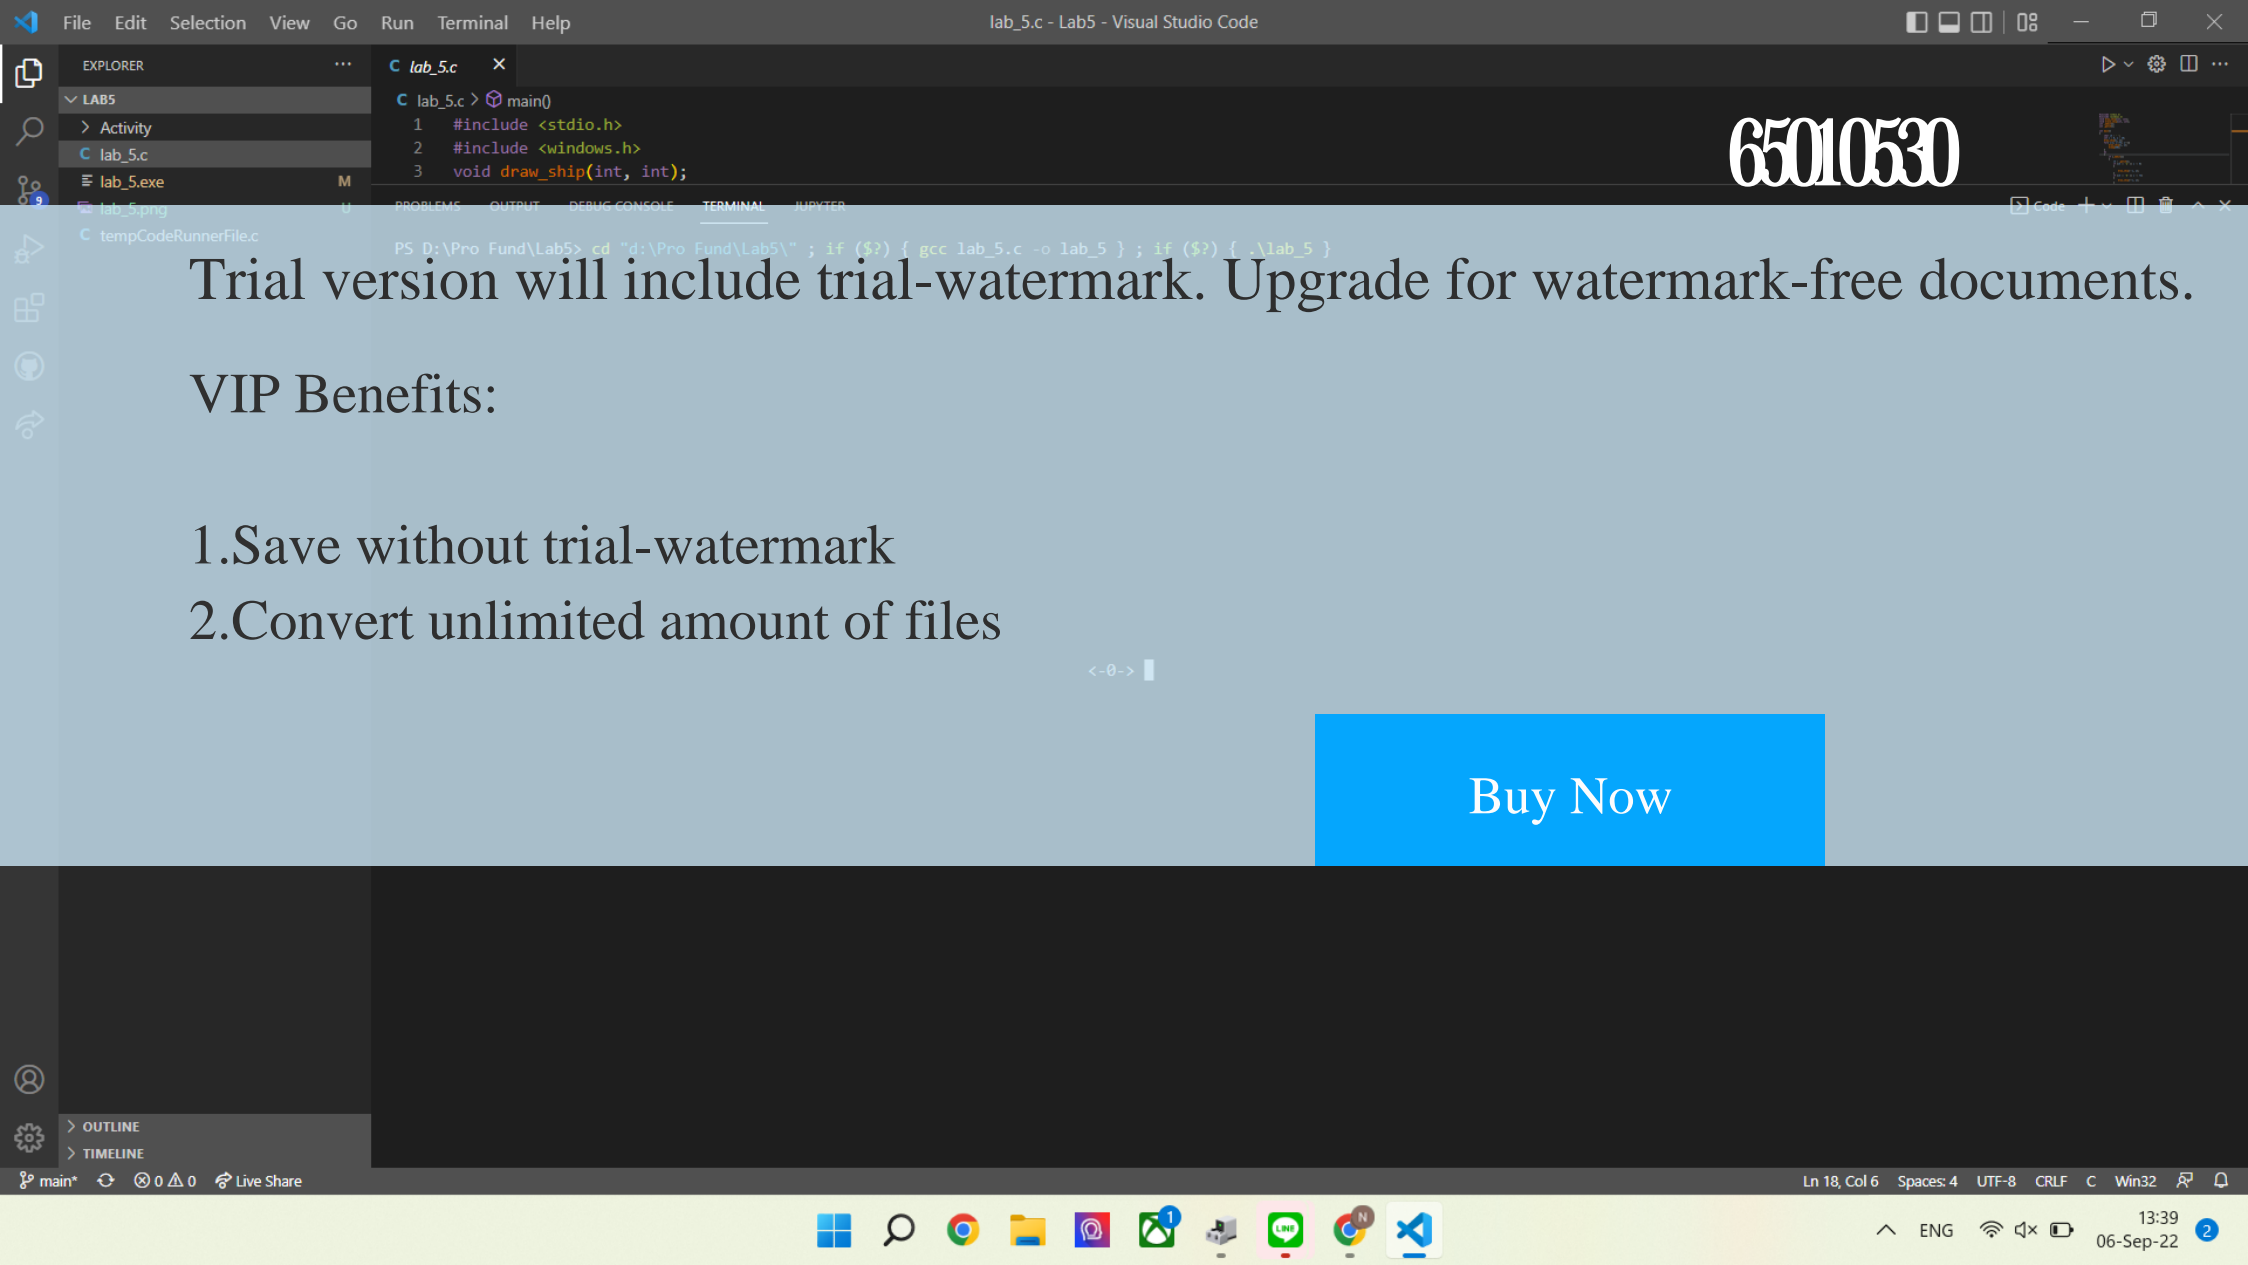 File Edit Selection View Go Run Terminal Help lab_5.c - Lab5 - Visual Studio Code
EXPLORER ··· C lab_5.c ×
LAB5 C lab_5.c > main()
> Activity 1 #include <stdio.h>
65010530
C lab_5.c 2 #include <windows.h>
lab_5.exe M 3 void draw_ship(int, int);
9
lab_5.png U PROBLEMS OUTPUT DEBUG CONSOLE TERMINAL JUPYTER Code
C tempCodeRunnerFile.c PS D:\Pro Fund\Lab5> cd "d:\Pro Fund\Lab5\" ; if ($?) { gcc lab_5.c -o lab_5 } ; if ($?) { .\lab_5 }
Trial version will include trial-watermark. Upgrade for watermark-free documents.
VIP Benefits:
1.Save without trial-watermark
2.Convert unlimited amount of files
<-0->
Buy Now
> OUTLINE
> TIMELINE
main* 0 0 Live Share Ln 18, Col 6 Spaces: 4 UTF-8 CRLF C Win32
1 LINE N ENG 13:39
06-Sep-22 2